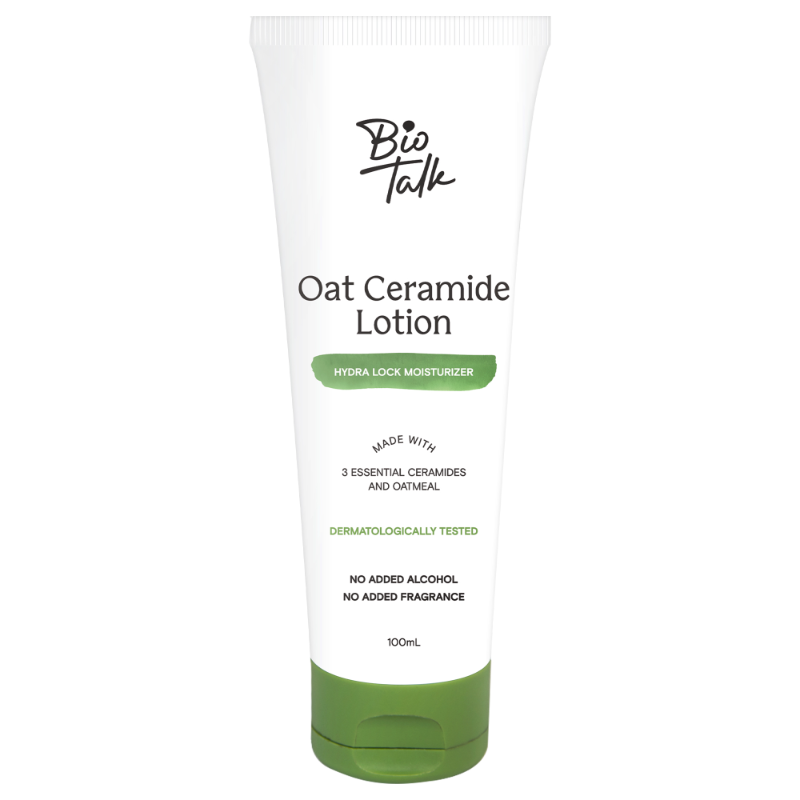 Bio
Talk
Oat Ceramide
Lotion
HYDRA LOCK MOISTURIZER
MADE WITH
3 ESSENTIAL CERAMIDES
AND OATMEAL
DERMATOLOGICALLY TESTED
NO ADDED ALCOHOL
NO ADDED FRAGRANCE
100mL